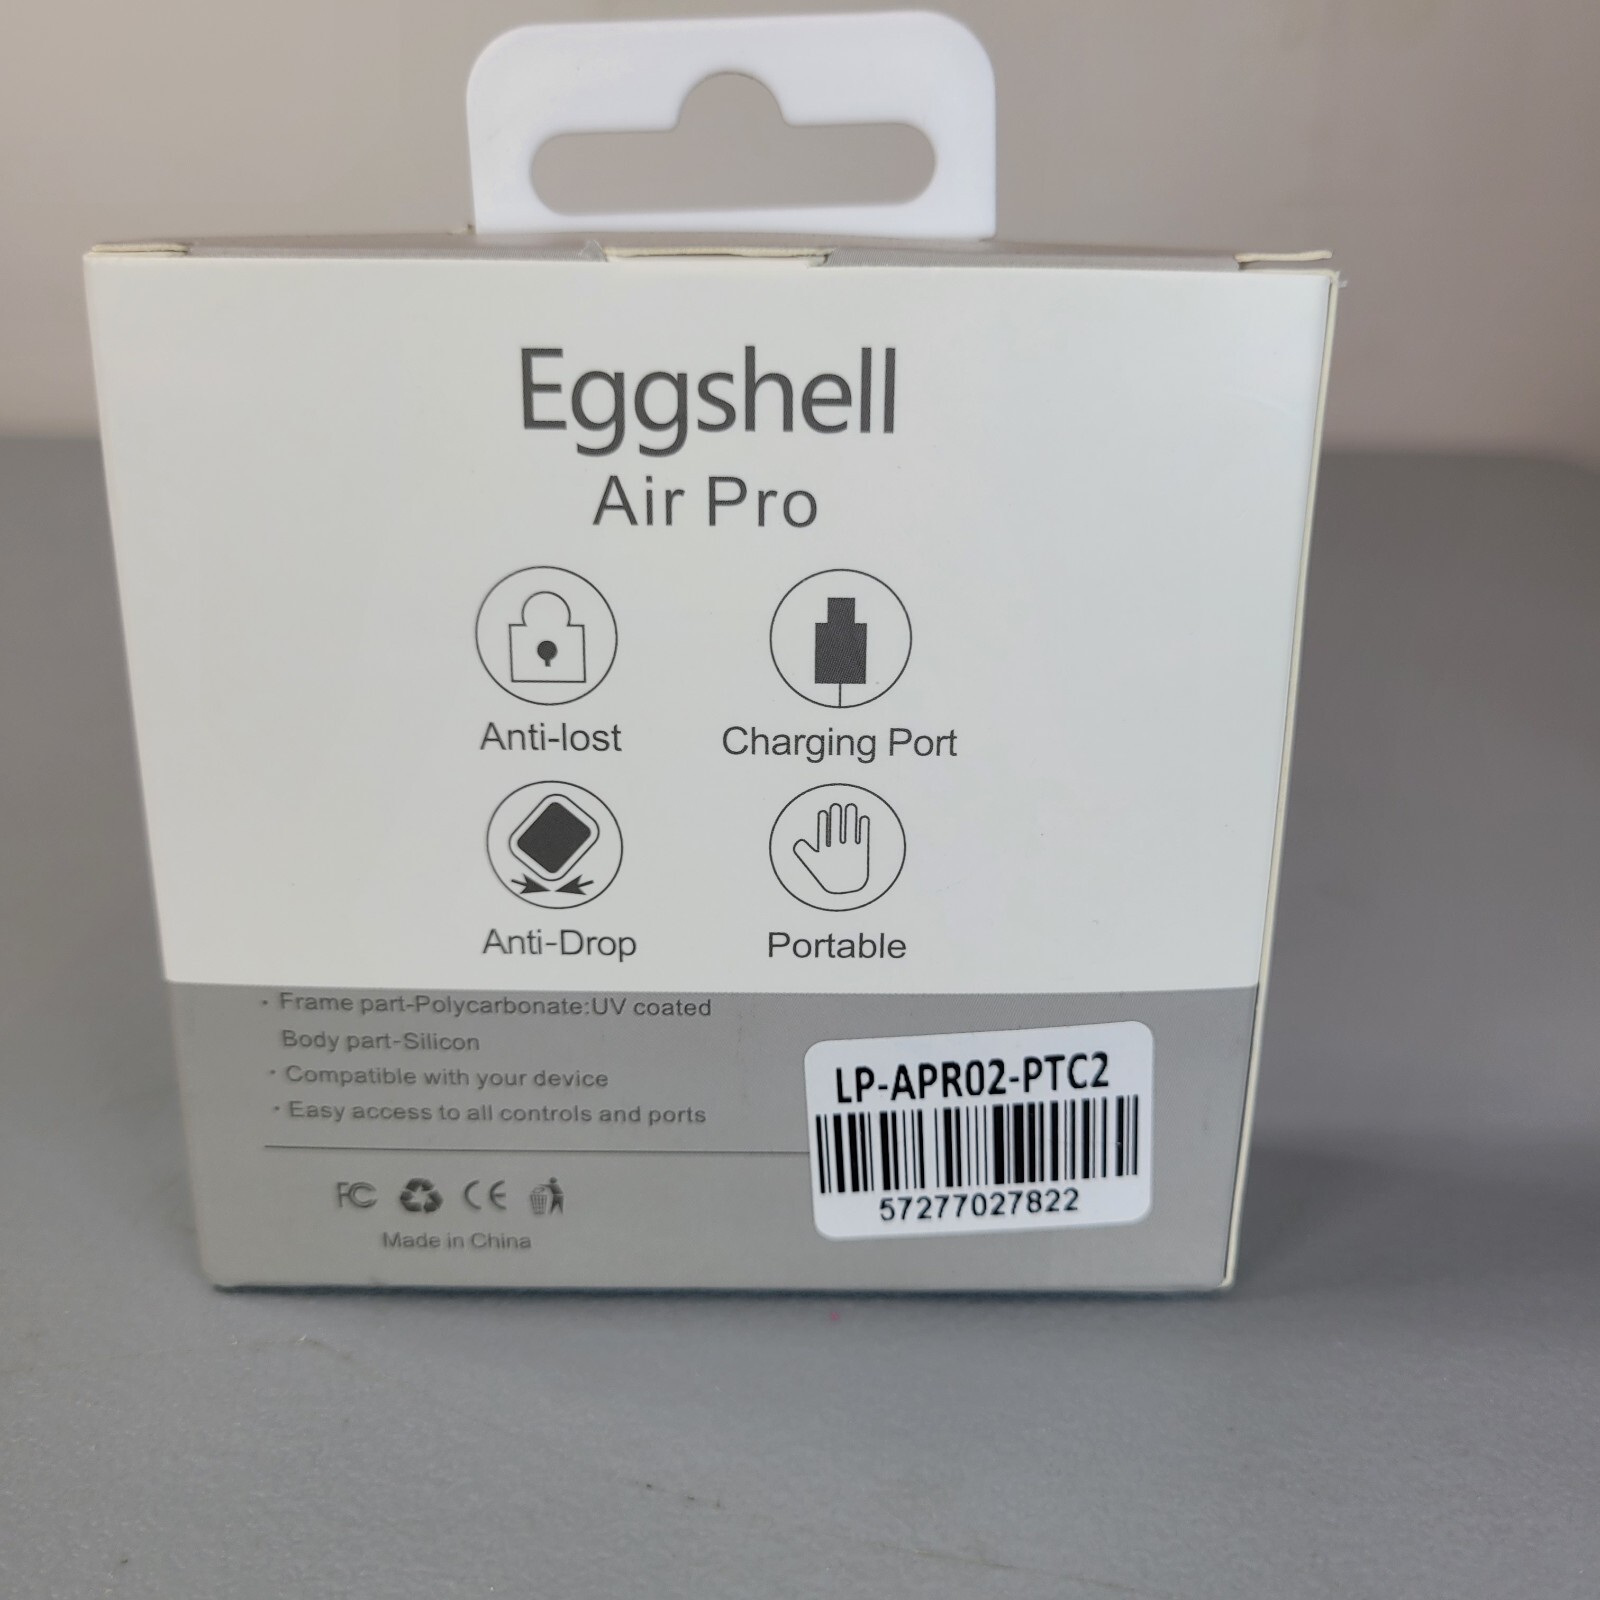 Eggshell
Air Pro
Anti-lost
Charging Port
Anti-Drop
Portable
· Frame part-Polycarbonate:UV coated
Body part-Silicon
· Compatible with your device
· Easy access to all controls and ports
LP-APR02-PTC2
57277027822
FC CE
Made in China